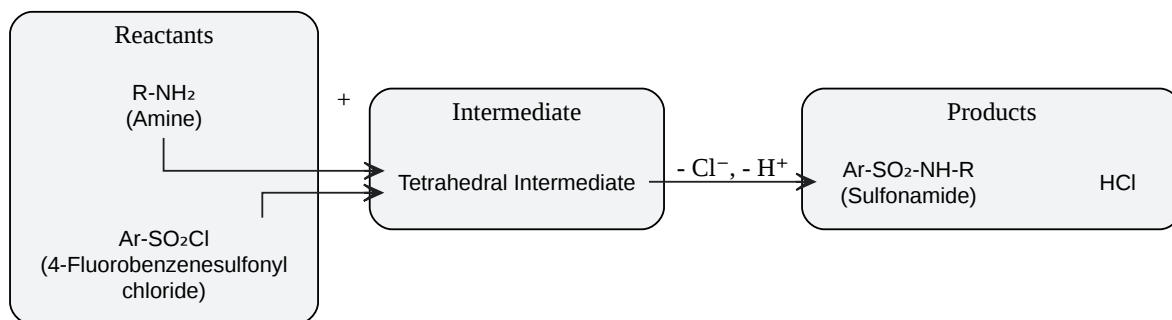 Reactants
R-NH₂
(Amine)
Ar-SO₂Cl
(4-Fluorobenzenesulfonyl
chloride)
+
Intermediate
Tetrahedral Intermediate
- Cl⁻, - H⁺
Products
Ar-SO₂-NH-R
(Sulfonamide)
HCl